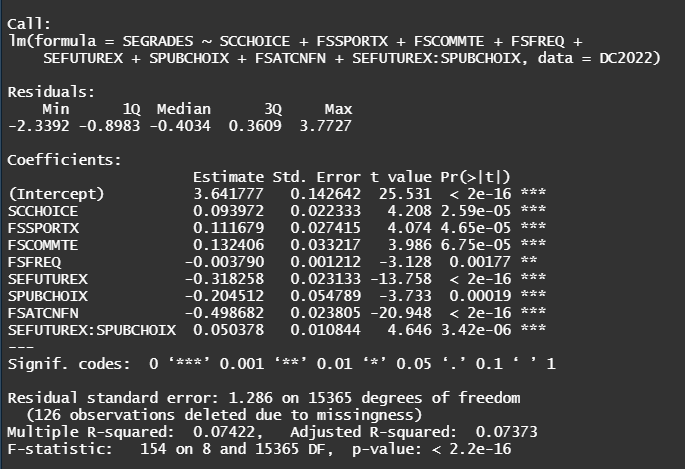 Call:
lm(formula = SEGRADES ~ SCCHOICE + FSSPORTX + FSCOMMTE + FSFREQ +
    SEFUTUREX + SPUBCHOIX + FSATCNFN + SEFUTUREX:SPUBCHOIX, data = DC2022)

Residuals:
    Min      1Q  Median      3Q     Max
-2.3392 -0.8983 -0.4034  0.3609  3.7727

Coefficients:
                     Estimate Std. Error t value Pr(>|t|)
(Intercept)          3.641777   0.142642  25.531  < 2e-16 ***
SCCHOICE             0.093972   0.022333   4.208 2.59e-05 ***
FSSPORTX             0.111679   0.027415   4.074 4.65e-05 ***
FSCOMMTE             0.132406   0.033217   3.986 6.75e-05 ***
FSFREQ              -0.003790   0.001212  -3.128  0.00177 **
SEFUTUREX           -0.318258   0.023133 -13.758  < 2e-16 ***
SPUBCHOIX           -0.204512   0.054789  -3.733  0.00019 ***
FSATCNFN            -0.498682   0.023805 -20.948  < 2e-16 ***
SEFUTUREX:SPUBCHOIX  0.050378   0.010844   4.646 3.42e-06 ***
---
Signif. codes:  0 ‘***’ 0.001 ‘**’ 0.01 ‘*’ 0.05 ‘.’ 0.1 ‘ ’ 1

Residual standard error: 1.286 on 15365 degrees of freedom
  (126 observations deleted due to missingness)
Multiple R-squared:  0.07422,	Adjusted R-squared:  0.07373
F-statistic:   154 on 8 and 15365 DF,  p-value: < 2.2e-16